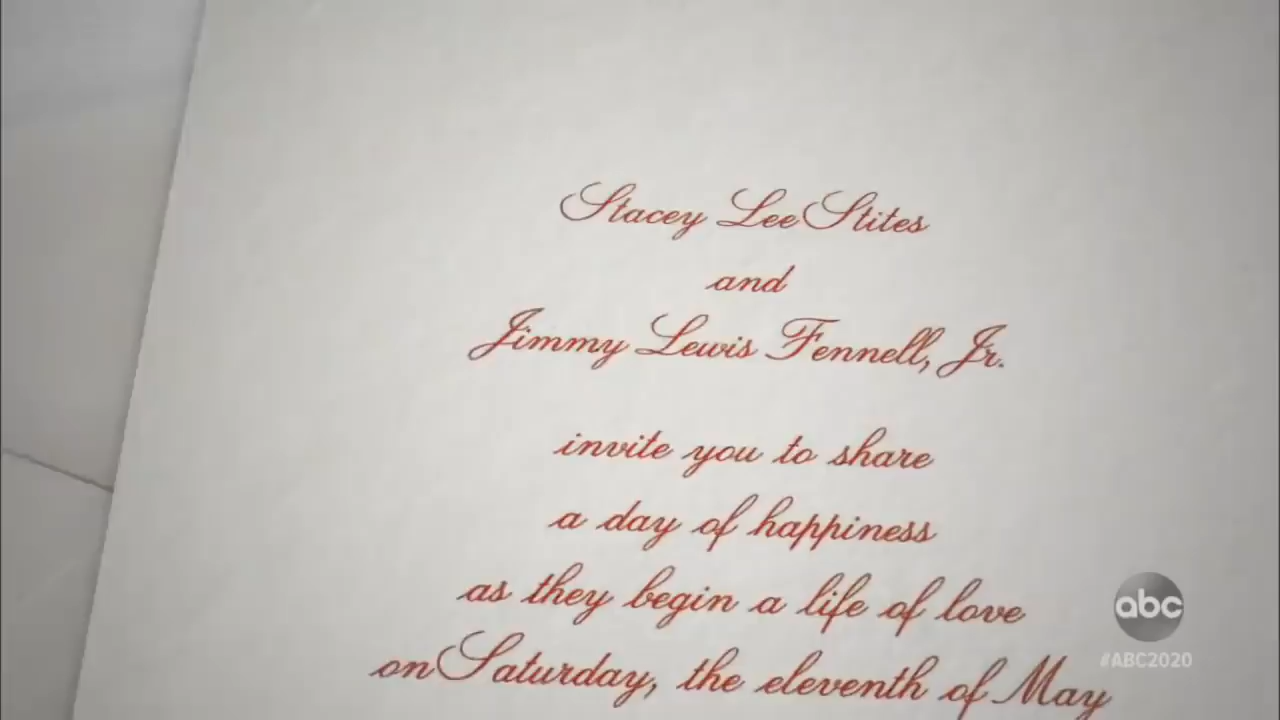 Stacey Lee Stites
and
Jimmy Lewis Fennell, Jr.
invite you to share
a day of happiness
as they begin a life of love
on Saturday, the eleventh of May
abc
#ABC2020